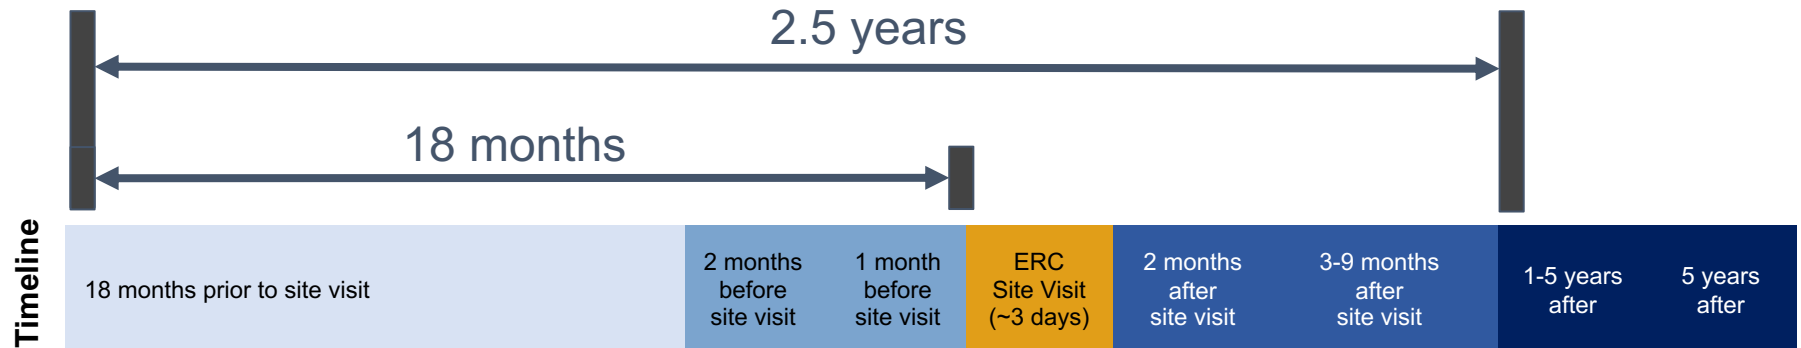 2.5 years
18 months
Timeline
18 months prior to site visit
2 months
before
site visit
1 month
before
site visit
ERC
Site Visit
(~3 days)
2 months
after
site visit
3-9 months
after
site visit
1-5 years
after
5 years
after